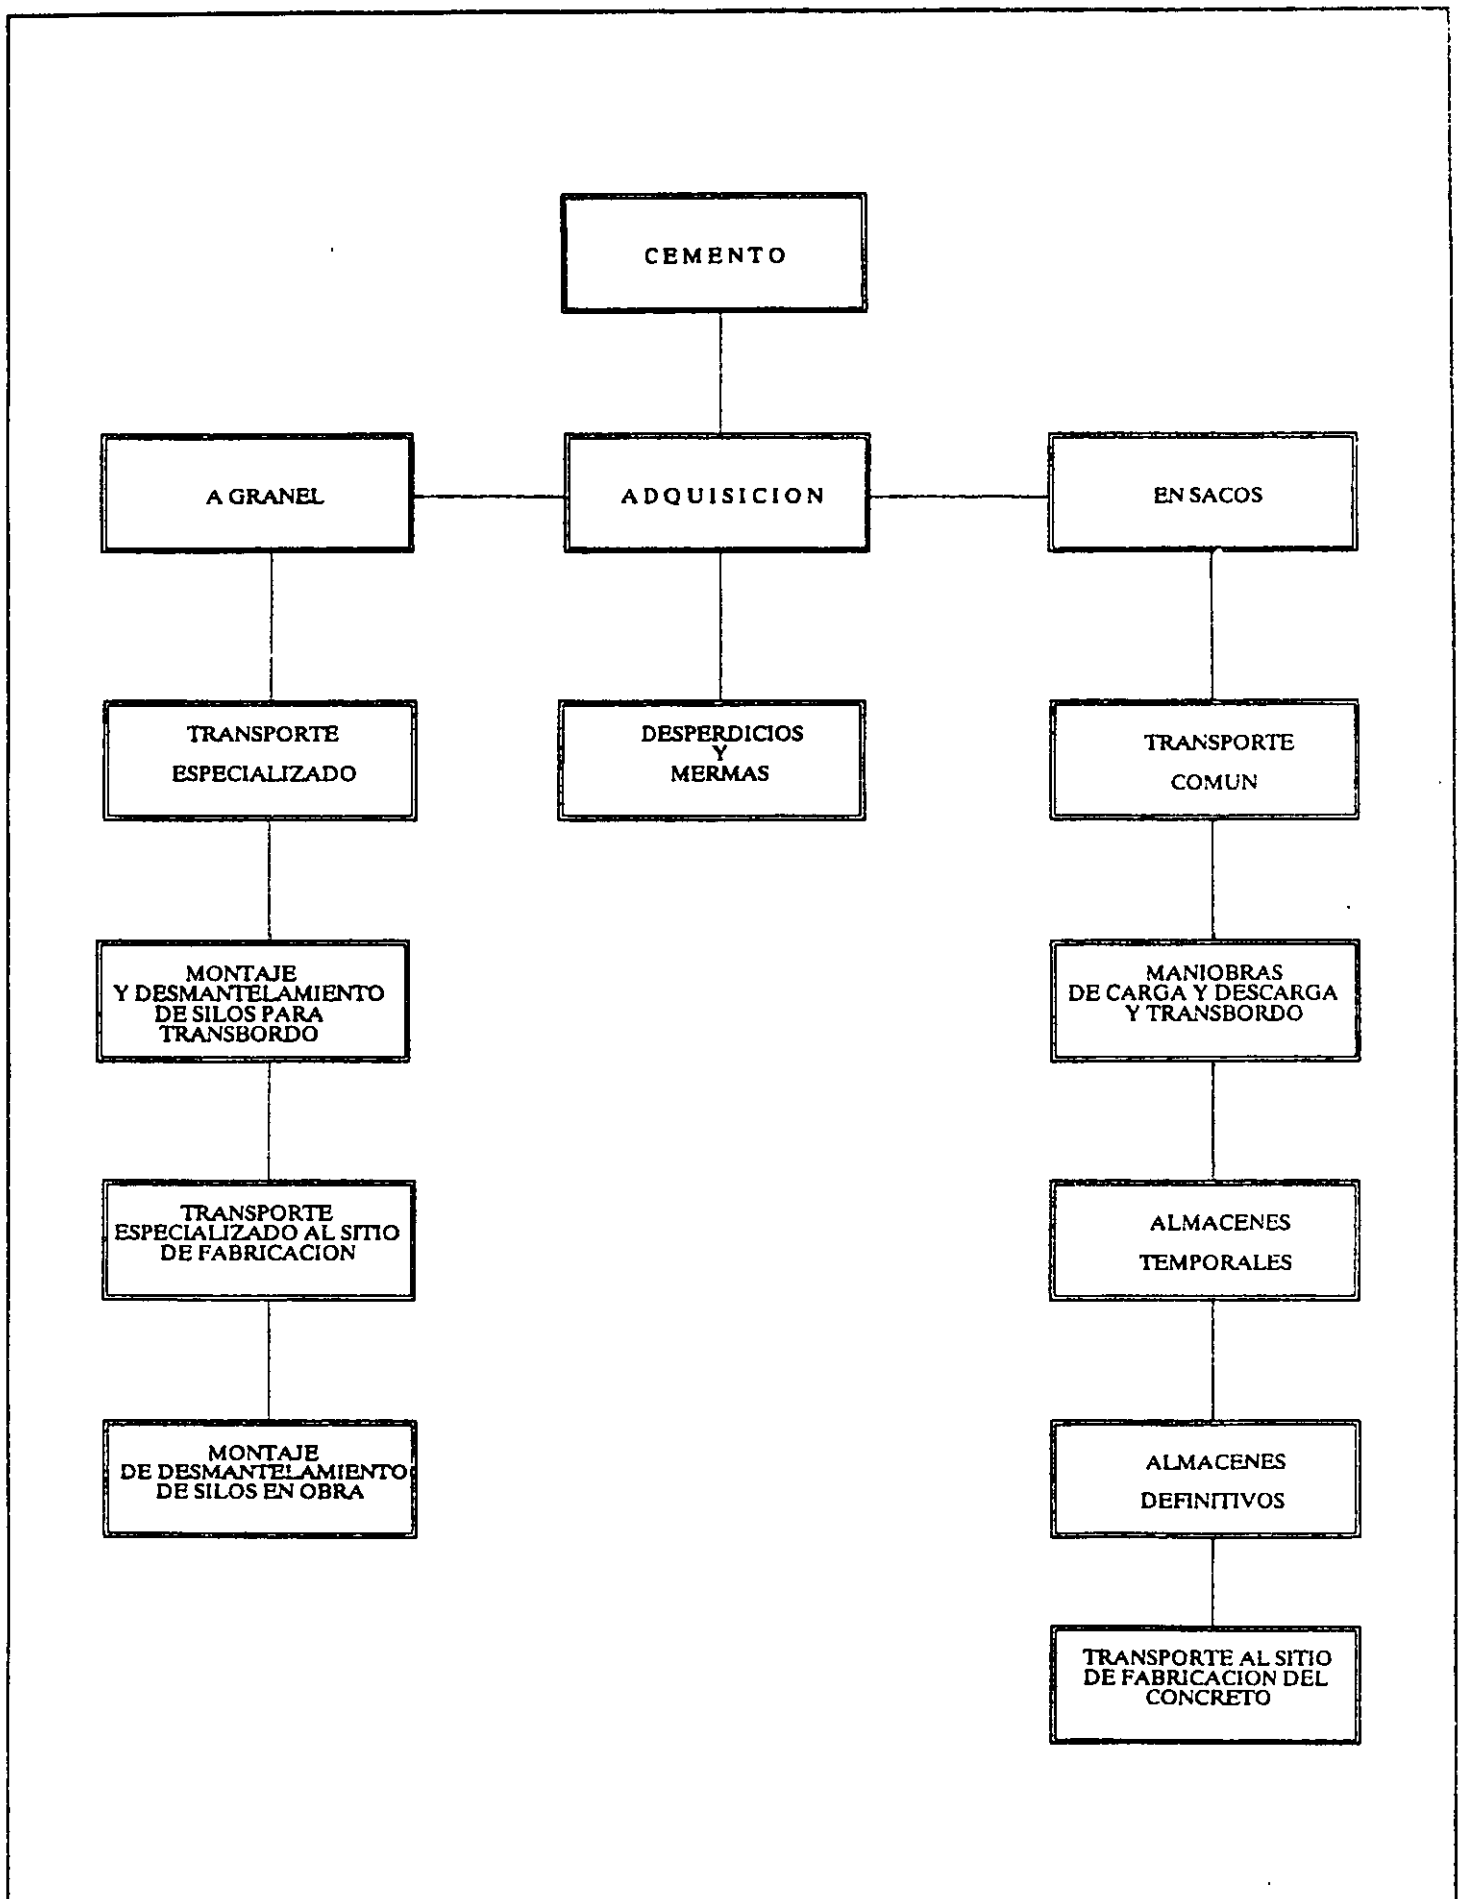 CEMENTO
A GRANEL
ADQUISICION
EN SACOS
TRANSPORTE
ESPECIALIZADO
DESPERDICIOS
Y
MERMAS
TRANSPORTE
COMUN
MONTAJE
Y DESMANTELAMIENTO
DE SILOS PARA
TRANSBORDO
MANIOBRAS
DE CARGA Y DESCARGA
Y TRANSBORDO
TRANSPORTE
ESPECIALIZADO AL SITIO
DE FABRICACION
ALMACENES
TEMPORALES
MONTAJE
DE DESMANTELAMIENTO
DE SILOS EN OBRA
ALMACENES
DEFINITIVOS
TRANSPORTE AL SITIO
DE FABRICACION DEL
CONCRETO